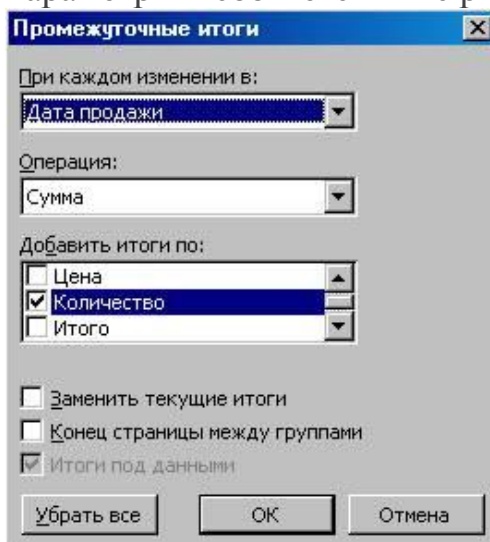 Промежуточные итоги
При каждом изменении в:
Дата продажи
Операция:
Сумма
Добавить итоги по:
Цена
Количество
Итого
Заменить текущие итоги
Конец страницы между группами
Итоги под данными
Убрать все ОК Отмена